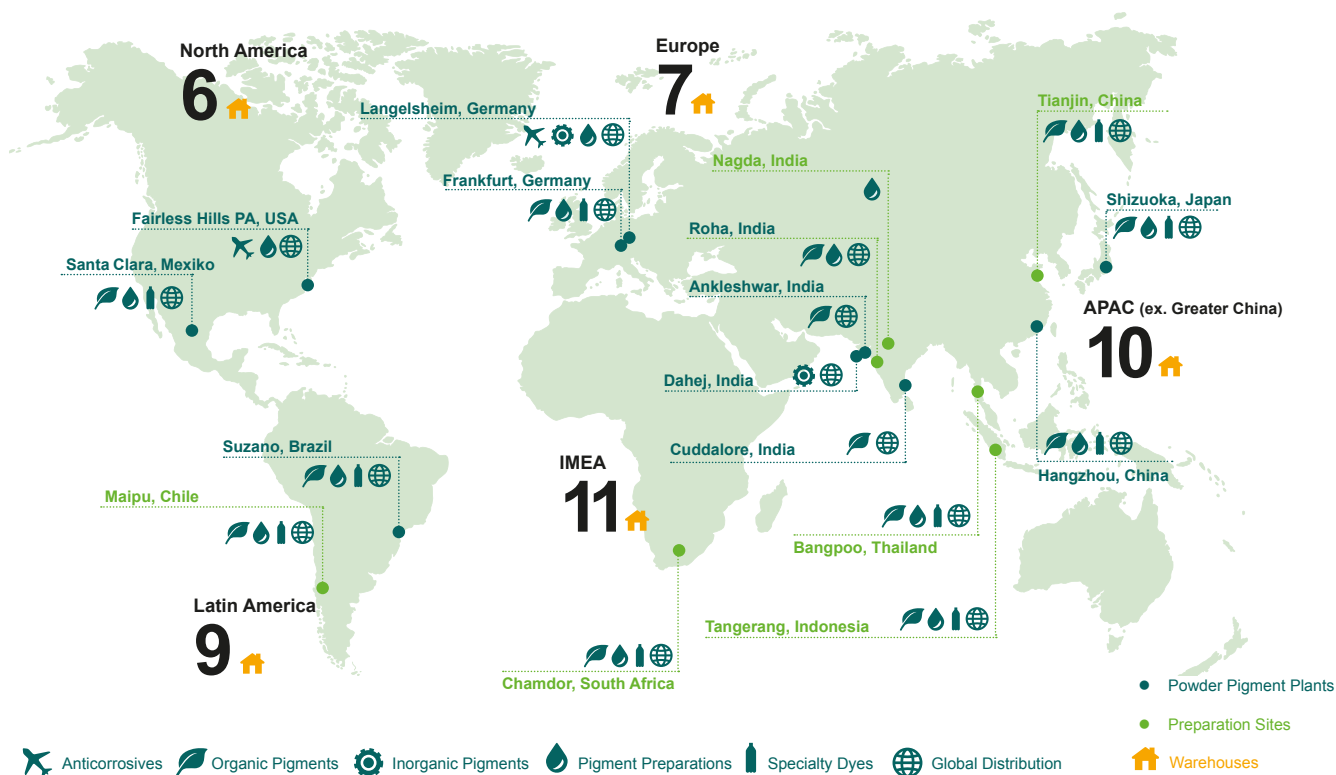 North America
6
Europe
7
Langelsheim, Germany
Tianjin, China
Nagda, India
Frankfurt, Germany
Shizuoka, Japan
Fairless Hills PA, USA
Roha, India
Santa Clara, Mexiko
Ankleshwar, India
APAC (ex. Greater China)
10
Dahej, India
Suzano, Brazil
Cuddalore, India
IMEA
11
Hangzhou, China
Maipu, Chile
Bangpoo, Thailand
Latin America
9
Tangerang, Indonesia
Chamdor, South Africa
Powder Pigment Plants
Preparation Sites
Warehouses
Anticorrosives
Organic Pigments
Inorganic Pigments
Pigment Preparations
Specialty Dyes
Global Distribution